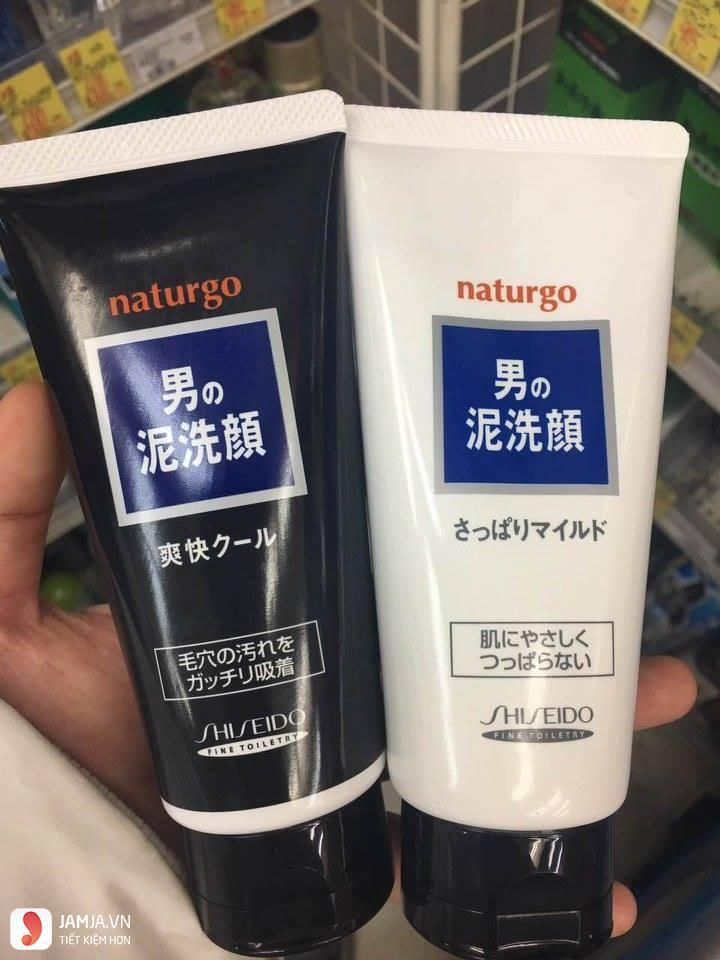 naturgo
男の
泥洗顔
爽快クール
毛穴の汚れを
ガッチリ吸着
SHISEIDO
FINE TOILETRY
naturgo
男の
泥洗顔
さっぱりマイルド
肌にやさしく
つっぱらない
SHISEIDO
FINE TOILETRY
JAMJA.VN
TIẾT KIỆM HƠN